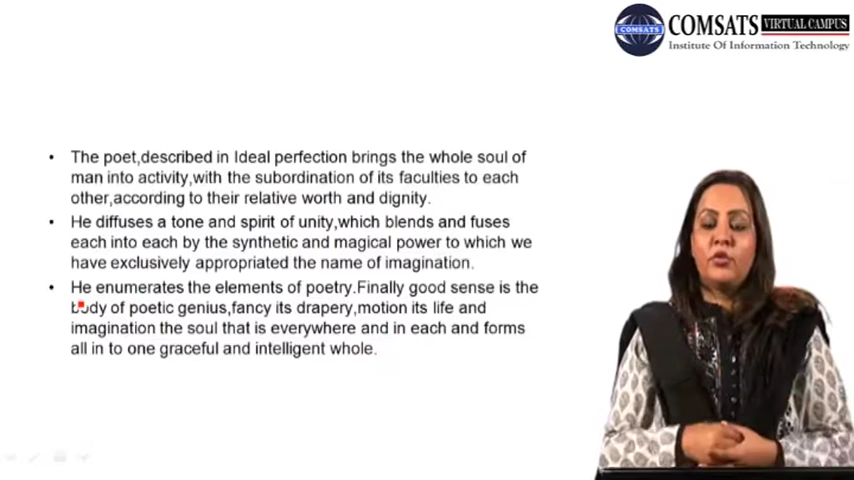 COMSATS
COMSATS VIRTUAL CAMPUS
Institute Of Information Technology
• The poet,described in Ideal perfection brings the whole soul of
man into activity,with the subordination of its faculties to each
other,according to their relative worth and dignity.
• He diffuses a tone and spirit of unity,which blends and fuses
each into each by the synthetic and magical power to which we
have exclusively appropriated the name of imagination.
• He enumerates the elements of poetry.Finally good sense is the
body of poetic genius,fancy its drapery,motion its life and
imagination the soul that is everywhere and in each and forms
all in to one graceful and intelligent whole.